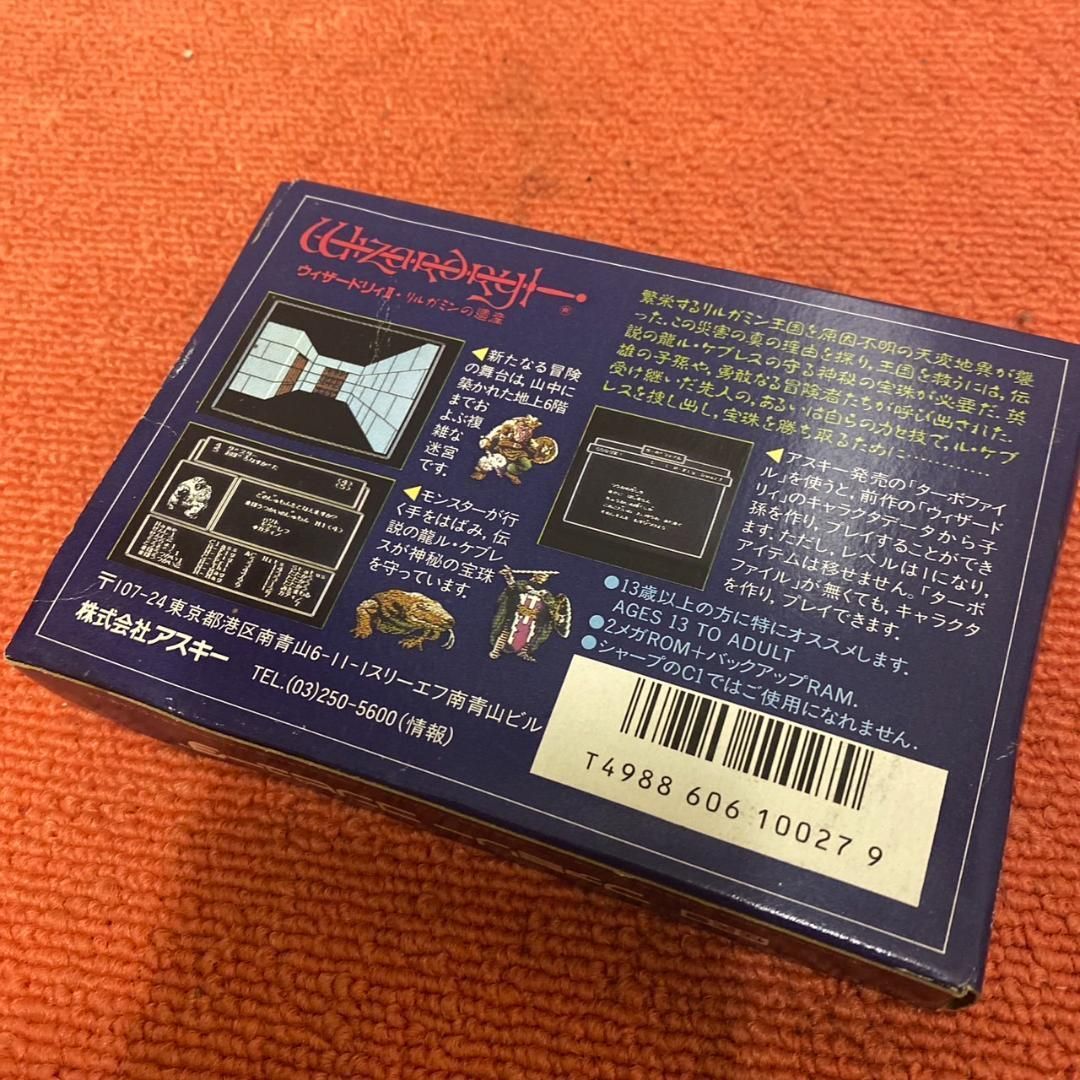 WIZARDRY
ウィザードリィⅡ・リルガミンの遺産
繁栄するリルガミン王国を原因不明の天変地異が襲
った。この災害の真の理由を探り、王国を救うには、伝
説の龍ル・ケブレスの守る神秘の宝珠が必要だ。英
雄の子孫や、勇敢なる冒険者たちが呼び出された。
受け継いだ先人の、あるいは自らの力と技で、ル・ケブ
レスを捜し出し、宝珠を勝ち取るために…………
◀新たなる冒険
の舞台は、山中に
築かれた地上6階
までお
よぶ複
雑な
迷宮
です。
◀モンスターが行
く手をはばみ、伝
説の龍ル・ケブレ
スが神秘の宝珠
を守っています。
◀アスキー発売の「ターボファイ
ル」を使うと、前作の「ウィザード
リィ」のキャラクタデータから子
孫を作り、プレイすることができ
ます。ただし、レベルは1になり、
アイテムは移せません。「ターボ
ファイル」が無くても、キャラクタ
を作り、プレイできます。
●13歳以上の方に特にオススメします。
AGES 13 TO ADULT
●2メガROM+バックアップRAM.
●シャープのC1ではご使用になれません.
〒107-24 東京都港区南青山6-11-1スリーエフ南青山ビル
株式会社アスキー
TEL.(03)250-5600(情報)
T4988 606 10027 9